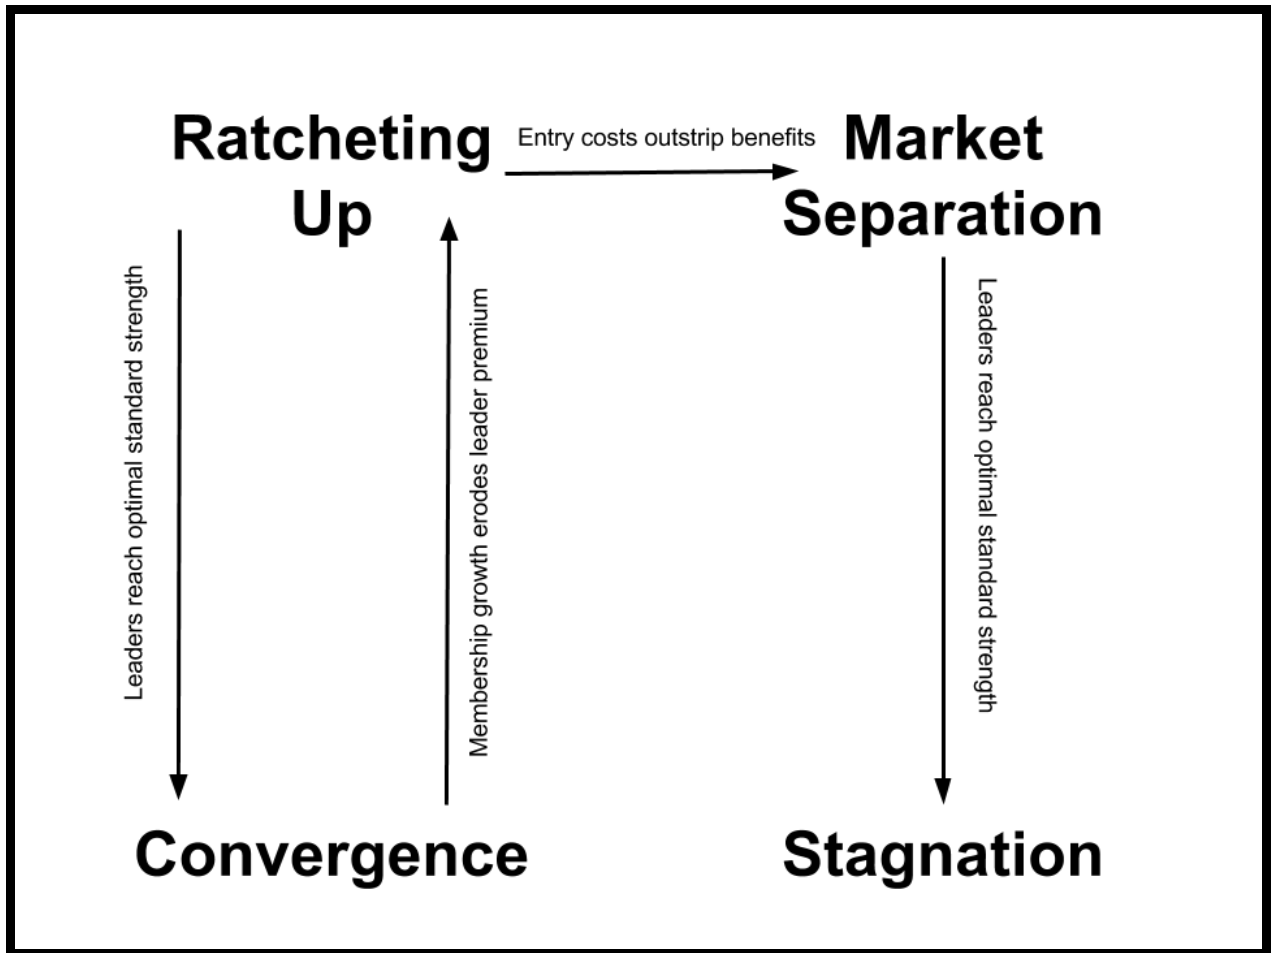 Ratcheting
Up
Entry costs outstrip benefits
Market
Separation
Leaders reach optimal standard strength
Membership growth erodes leader premium
Leaders reach optimal standard strength
Convergence
Stagnation